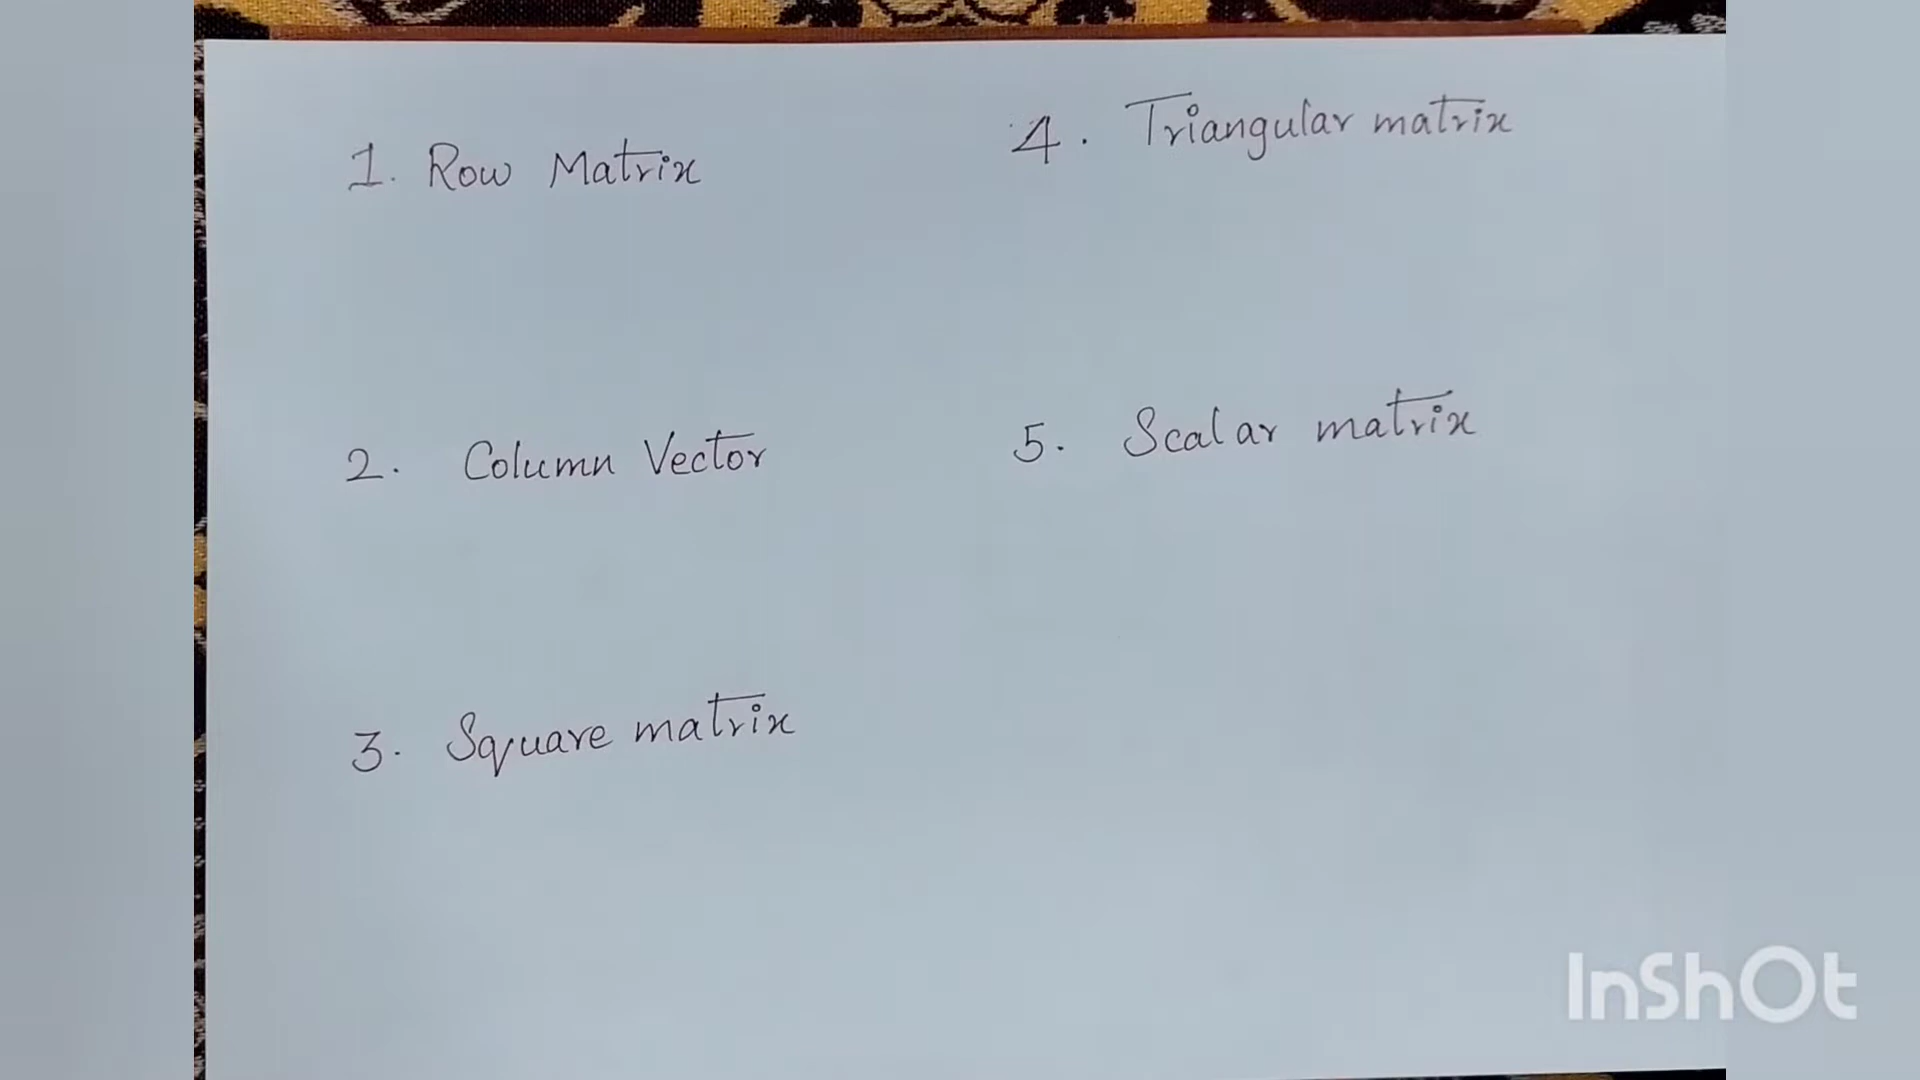 1. Row Matrix
2. Column Vector
3. Square matrix
4. Triangular matrix
5. Scalar matrix
InShOt